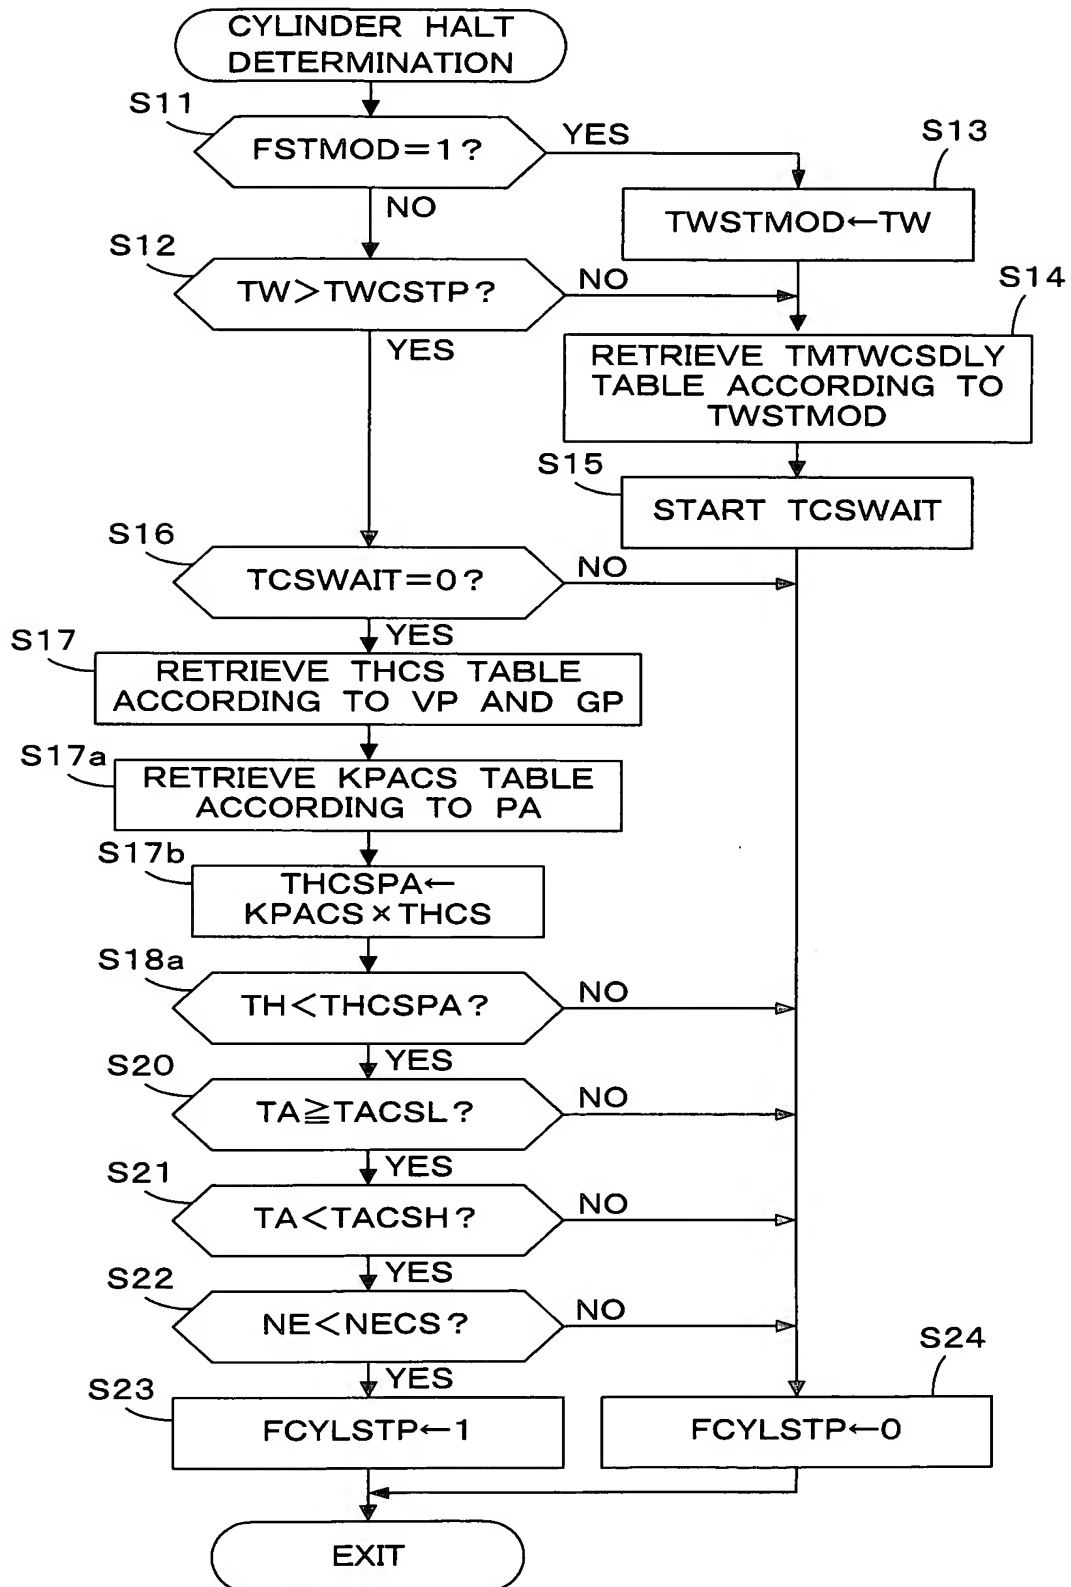 CYLINDER HALT
DETERMINATION
S11
FSTMOD=1?
YES
S13
TWSTMOD←TW
NO
S12
TW>TWCSTP?
NO
S14
YES
RETRIEVE TMTWCSDLY
TABLE ACCORDING TO
TWSTMOD
S15
START TCSWAIT
S16
TCSWAIT=0?
NO
YES
S17
RETRIEVE THCS TABLE
ACCORDING TO VP AND GP
S17a
RETRIEVE KPACS TABLE
ACCORDING TO PA
S17b
THCSPA←
KPACS×THCS
S18a
TH<THCSPA?
NO
YES
S20
TA≧TACSL?
NO
YES
S21
TA<TACSH?
NO
YES
S22
NE<NECS?
NO
YES
S23
FCYLSTP←1
S24
FCYLSTP←0
EXIT